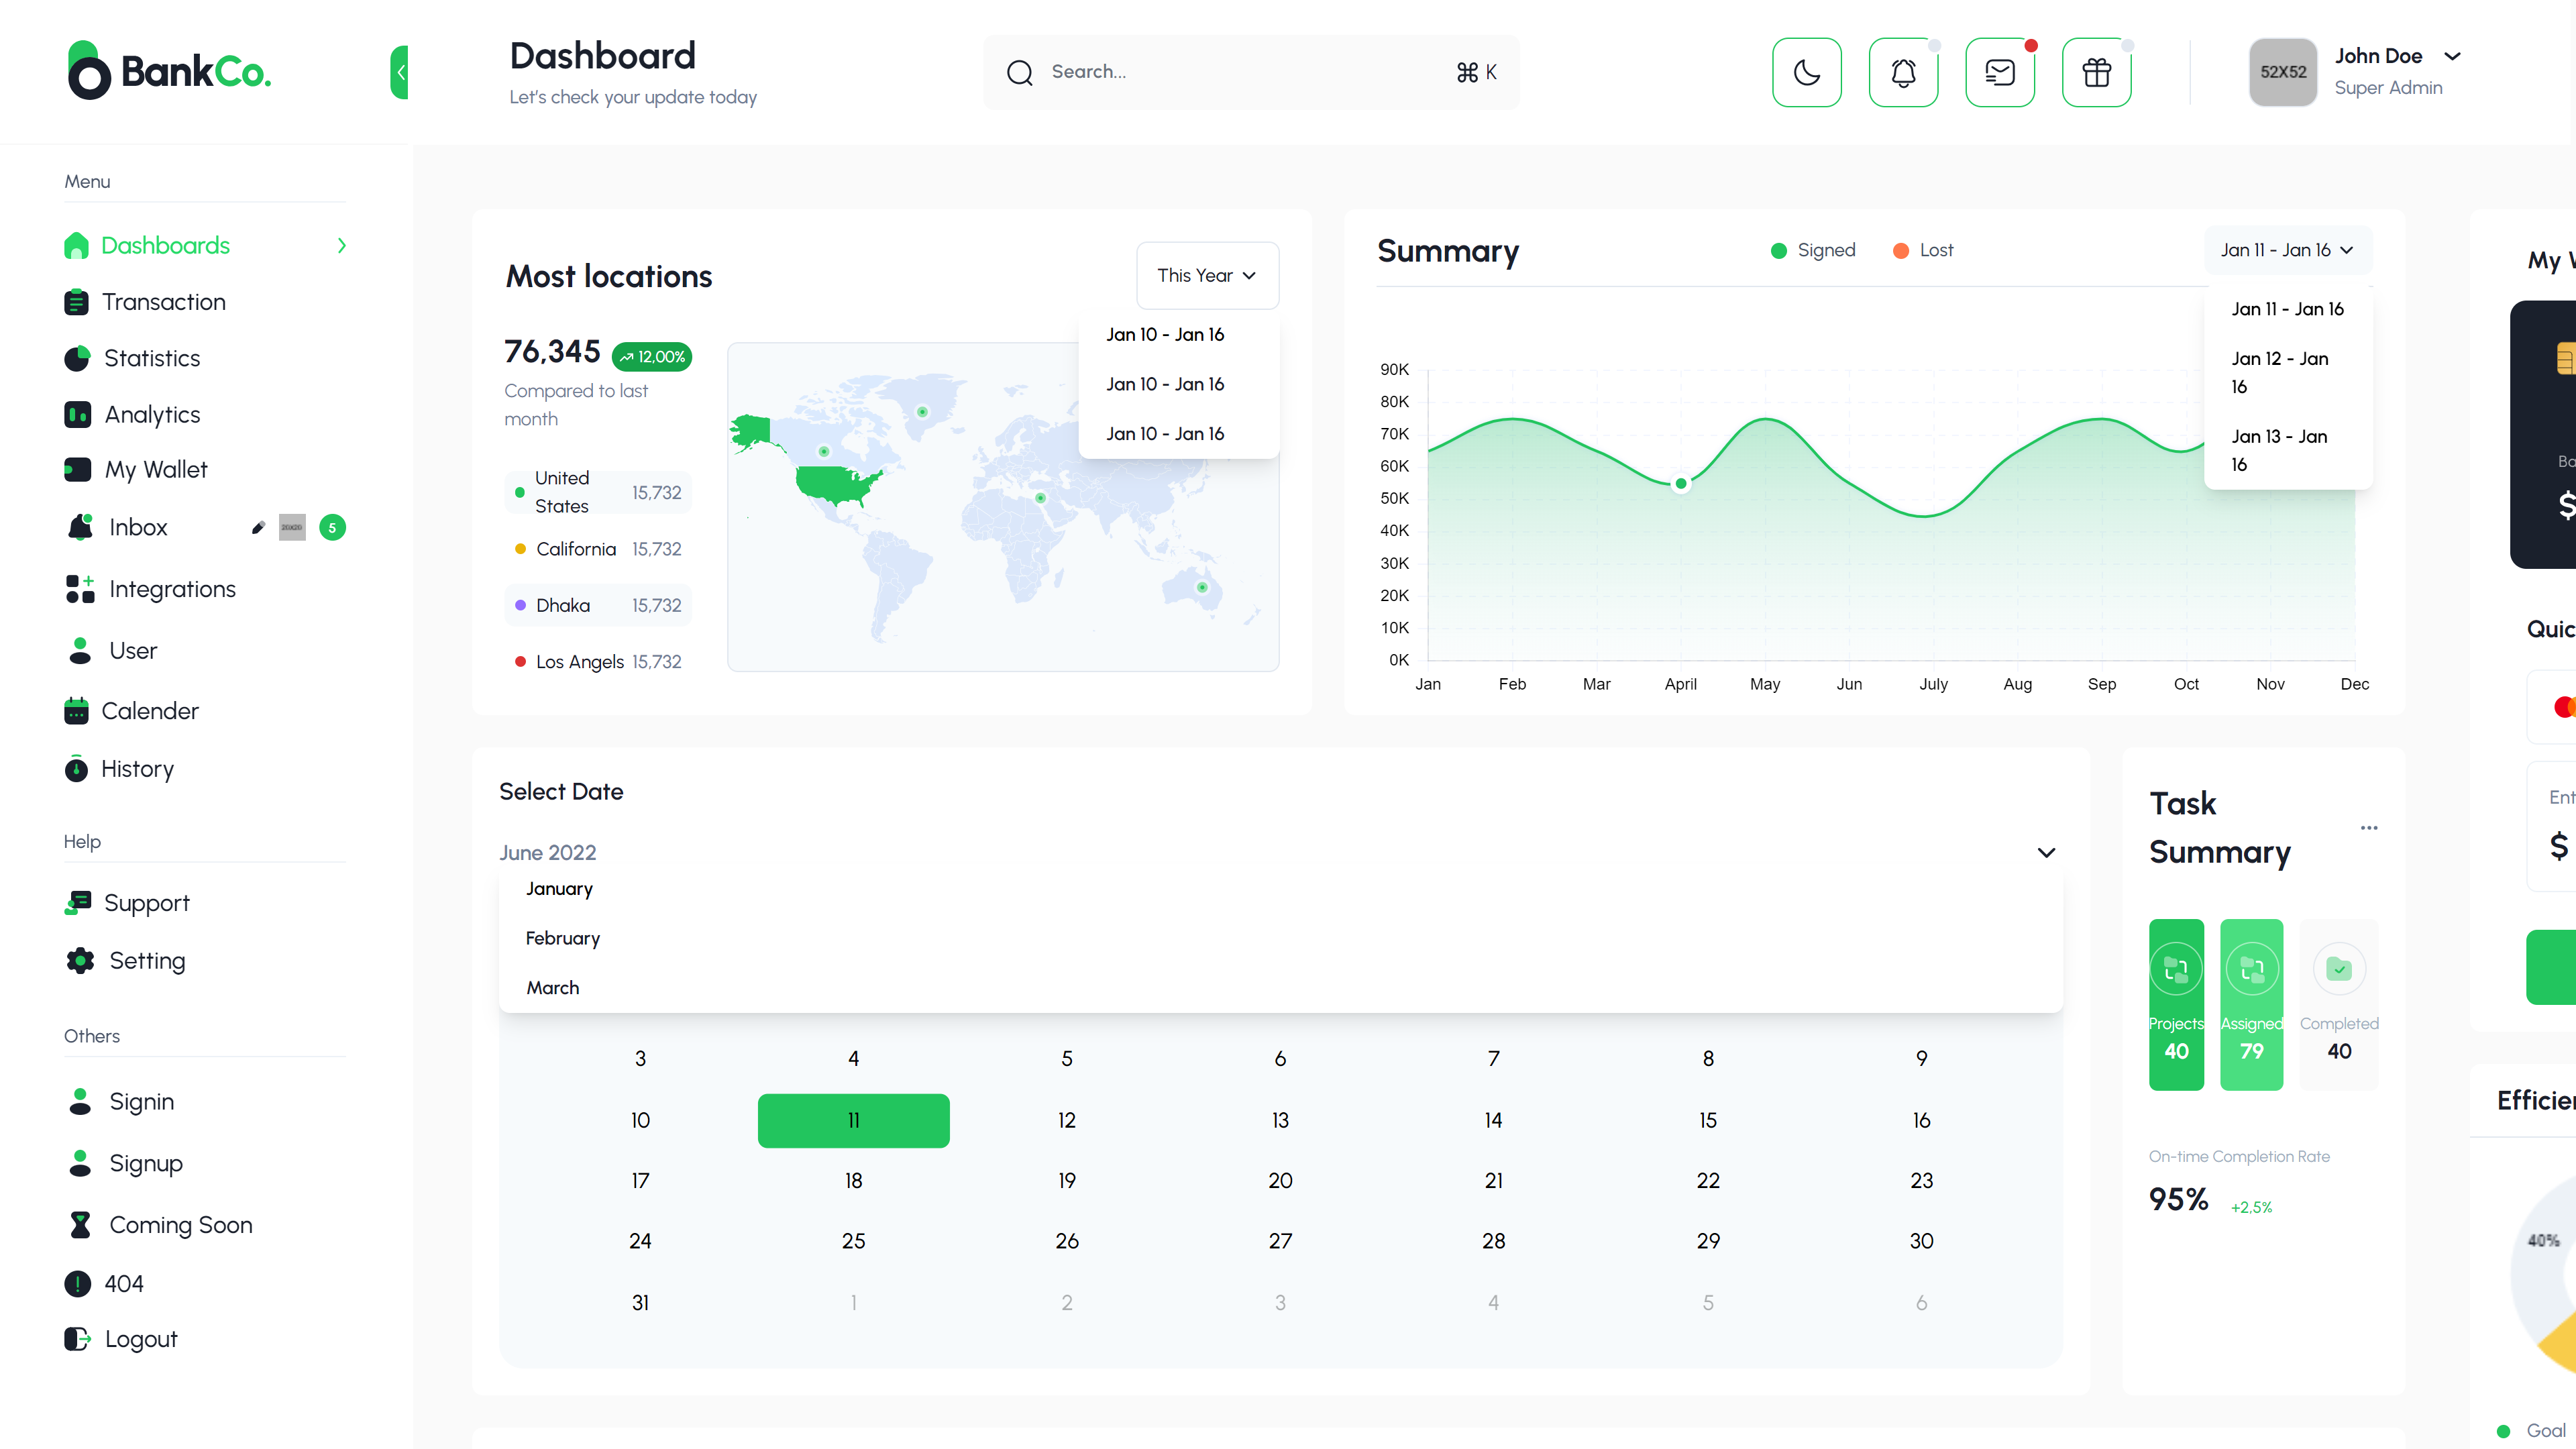 BankCo.
Dashboard
Let's check your update today
Search...
⌘ K
52X52
John Doe
Super Admin
Menu
Dashboards
Transaction
Statistics
Analytics
My Wallet
Inbox
20X20
5
Integrations
User
Calender
History
Help
Support
Setting
Others
Signin
Signup
Coming Soon
404
Logout
Most locations
This Year
Jan 10 - Jan 16
Jan 10 - Jan 16
Jan 10 - Jan 16
76,345
12,00%
Compared to last
month
United
States
15,732
California 15,732
Dhaka 15,732
Los Angels 15,732
Summary
Signed
Lost
Jan 11 - Jan 16
Jan 11 - Jan 16
Jan 12 - Jan
16
Jan 13 - Jan
16
90K
80K
70K
60K
50K
40K
30K
20K
10K
0K
Jan Feb Mar April May Jun July Aug Sep Oct Nov Dec
Select Date
June 2022
January
February
March
3 4 5 6 7 8 9
10 11 12 13 14 15 16
17 18 19 20 21 22 23
24 25 26 27 28 29 30
31 1 2 3 4 5 6
Task
Summary
Projects
40
Assigned
79
Completed
40
On-time Completion Rate
95% +2,5%
My
Ba
$
Quic
Ent
$
Efficie
40%
Goal